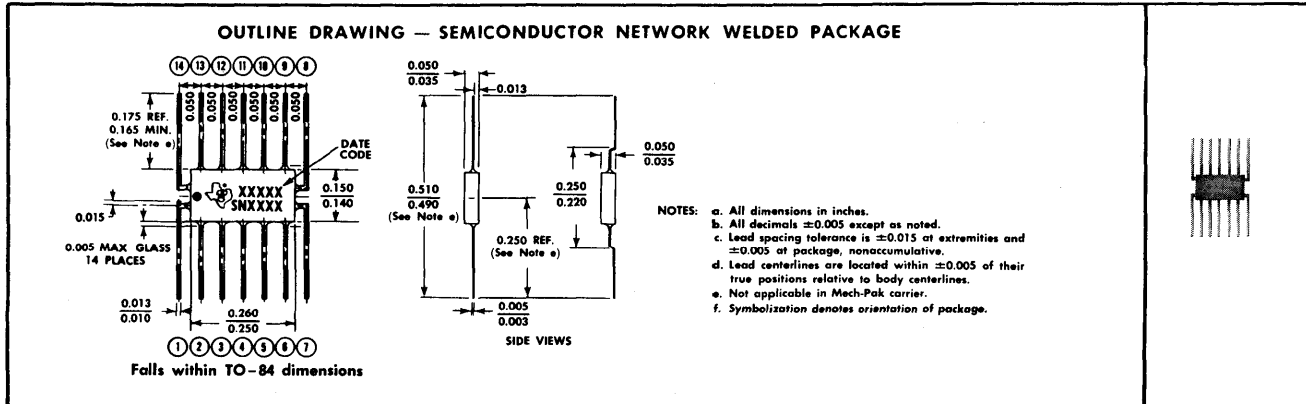 OUTLINE DRAWING — SEMICONDUCTOR NETWORK WELDED PACKAGE
14 13 12 11 10 9 8
0.050 0.050 0.050 0.050 0.050 0.050
0.175 REF.
0.165 MIN.
(See Note e)
DATE
CODE
XXXXX
SNXXXX
0.150
0.140
0.015
0.005 MAX GLASS
14 PLACES
0.013
0.010
0.260
0.250
1 2 3 4 5 6 7
Falls within TO-84 dimensions
0.050
0.035
0.013
0.510
0.490
(See Note e)
0.250
0.220
0.050
0.035
0.250 REF.
(See Note e)
0.005
0.003
SIDE VIEWS
NOTES: a. All dimensions in inches.
b. All decimals ±0.005 except as noted.
c. Lead spacing tolerance is ±0.015 at extremities and
±0.005 at package, nonaccumulative.
d. Lead centerlines are located within ±0.005 of their
true positions relative to body centerlines.
e. Not applicable in Mech-Pak carrier.
f. Symbolization denotes orientation of package.